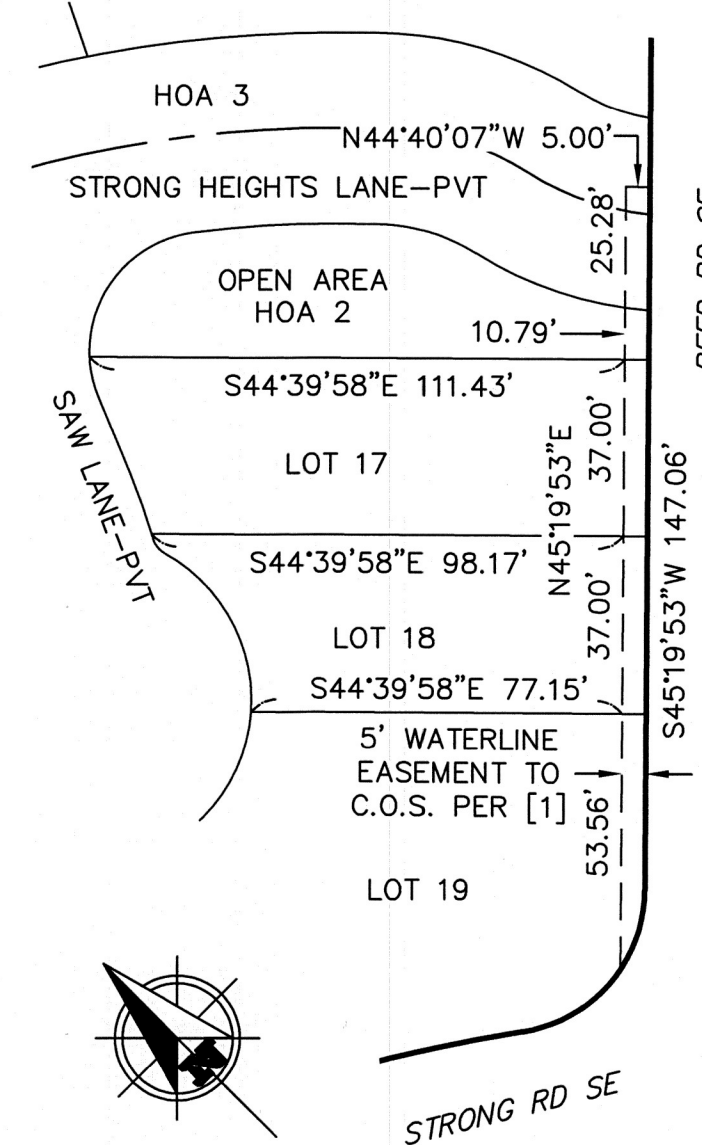 HOA 3
N44°40'07"W 5.00'
STRONG HEIGHTS LANE-PVT
25.28'
OPEN AREA
HOA 2
10.79'
S44°39'58"E 111.43'
SAW LANE-PVT
LOT 17
N45°19'53"E
37.00'
S44°39'58"E 98.17'
S45°19'53"W 147.06'
LOT 18
37.00'
S44°39'58"E 77.15'
5' WATERLINE
EASEMENT TO
C.O.S. PER [1]
53.56'
LOT 19
STRONG RD SE